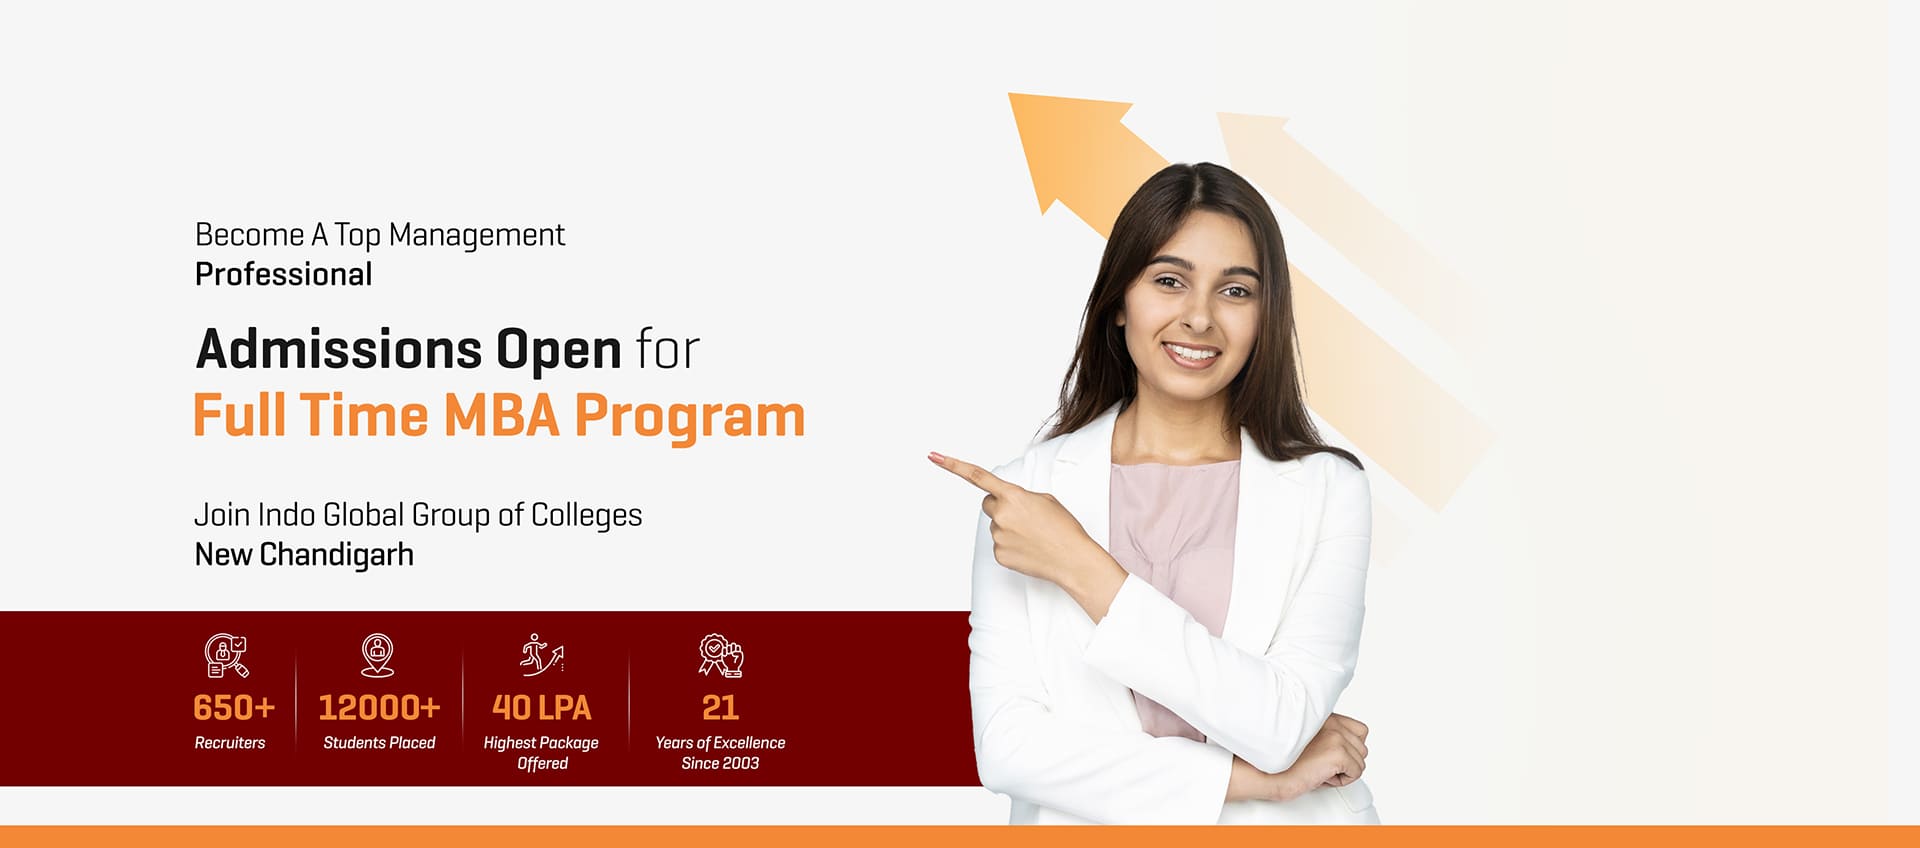 Become A Top Management
Professional
Admissions Open for
Full Time MBA Program
Join Indo Global Group of Colleges
New Chandigarh
650+
Recruiters
12000+
Students Placed
40 LPA
Highest Package
Offered
21
Years of Excellence
Since 2003